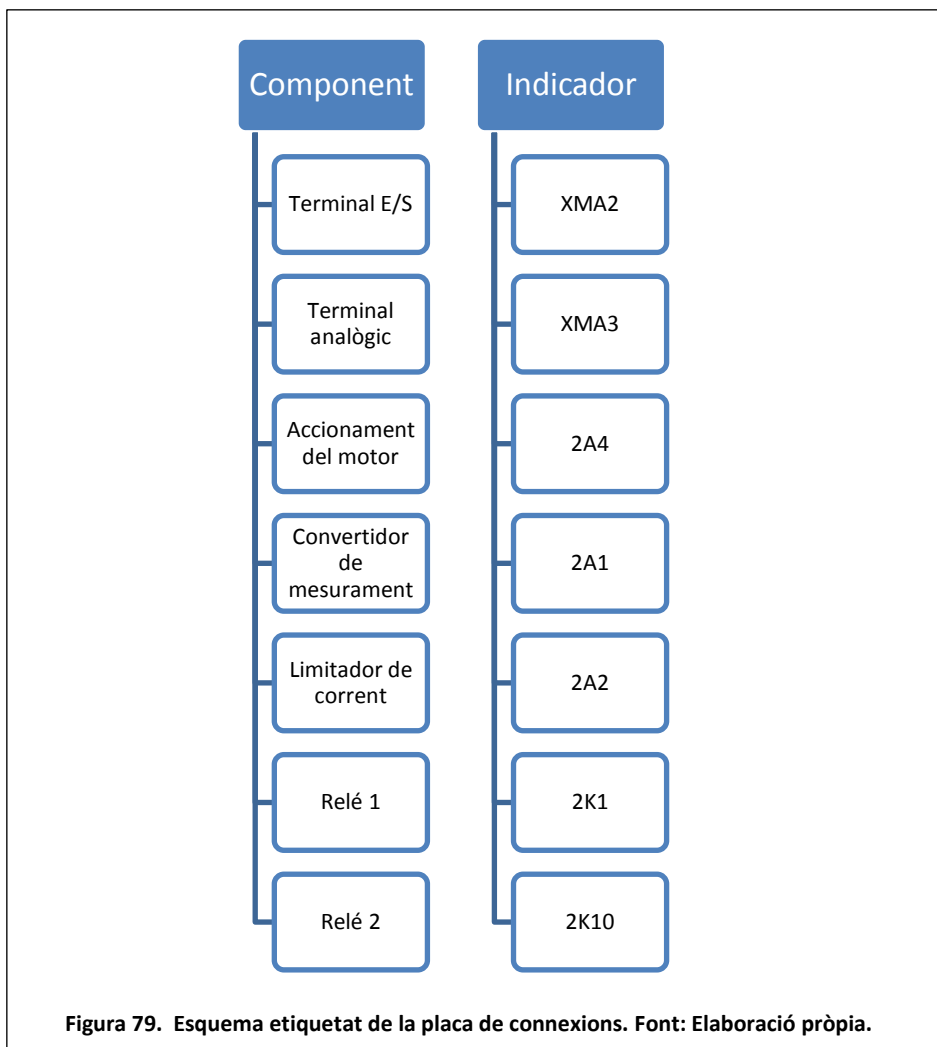 Component
Indicador
Terminal E/S
XMA2
Terminal
analògic
XMA3
Accionament
del motor
2A4
Convertidor
de
mesurament
2A1
Limitador de
corrent
2A2
Relé 1
2K1
Relé 2
2K10
Figura 79. Esquema etiquetat de la placa de connexions. Font: Elaboració pròpia.